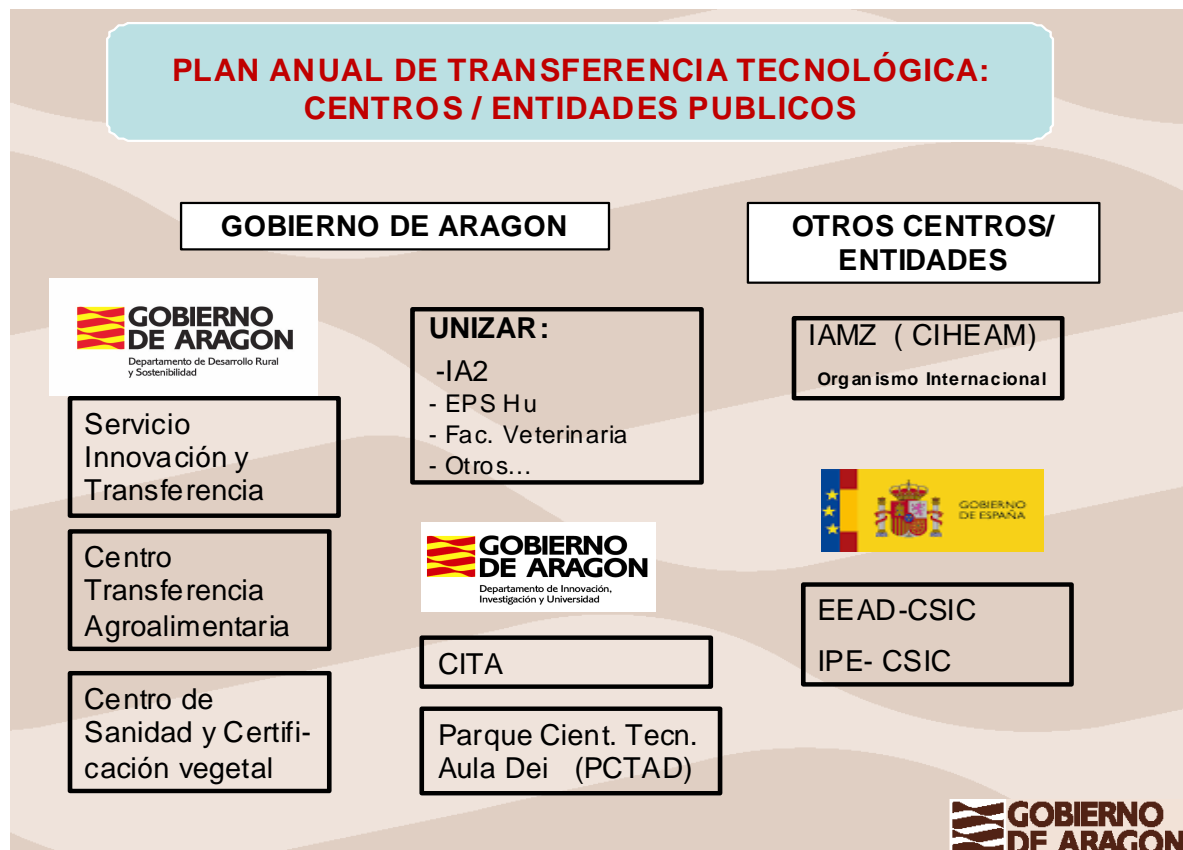 PLAN ANUAL DE TRANSFERENCIA TECNOLÓGICA:
CENTROS / ENTIDADES PUBLICOS
GOBIERNO DE ARAGON
GOBIERNO
DE ARAGON
Departamento de Desarrollo Rural
y Sostenibilidad
Servicio
Innovación y
Transferencia
Centro
Transferencia
Agroalimentaria
Centro de
Sanidad y Certifi-
cación vegetal
UNIZAR:
-IA2
- EPS Hu
- Fac. Veterinaria
- Otros...
GOBIERNO
DE ARAGON
Departamento de Innovación,
Investigación y Universidad
CITA
Parque Cient. Tecn.
Aula Dei (PCTAD)
OTROS CENTROS/
ENTIDADES
IAMZ ( CIHEAM)
Organismo Internacional
GOBIERNO
DE ESPAÑA
EEAD-CSIC
IPE- CSIC
GOBIERNO
DE ARAGON